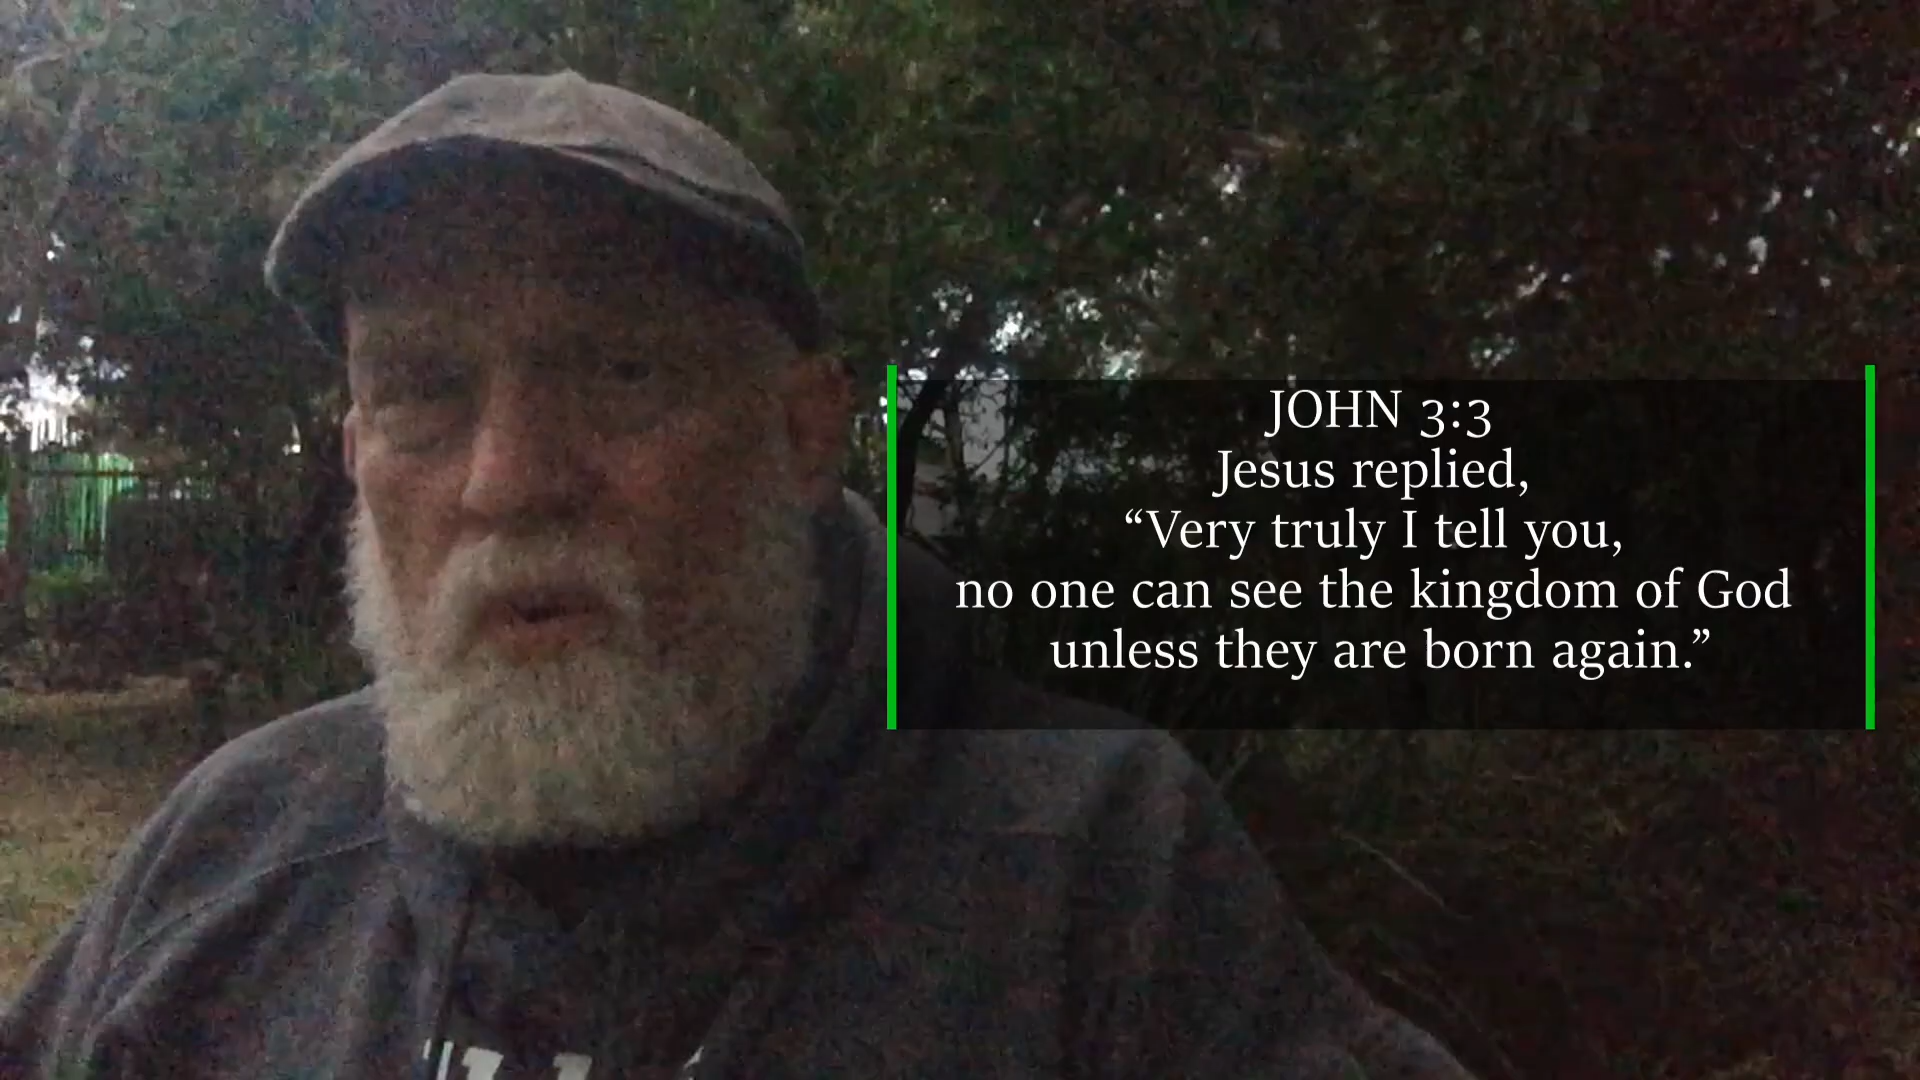 JOHN 3:3
Jesus replied,
“Very truly I tell you,
no one can see the kingdom of God
unless they are born again.”